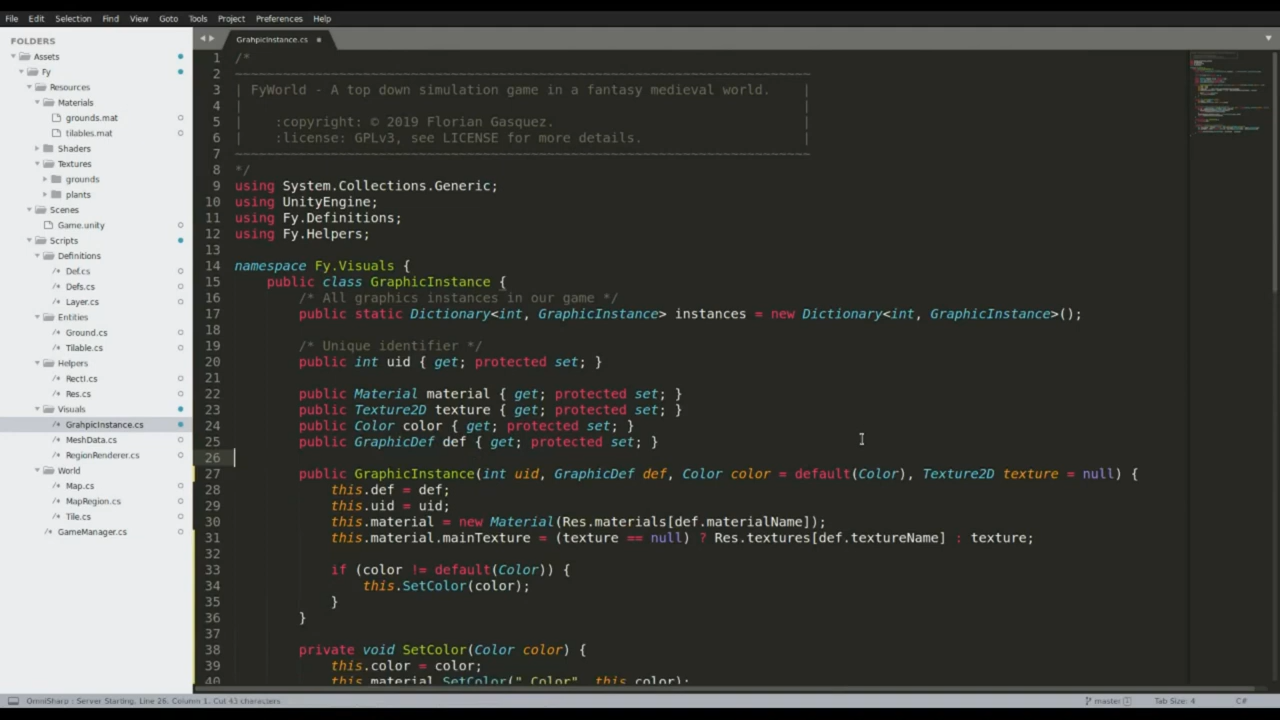 File Edit Selection Find View Goto Tools Project Preferences Help
FOLDERS
Assets
Fy
Resources
Materials
grounds.mat
tilables.mat
Shaders
Textures
grounds
plants
Scenes
Game.unity
Scripts
Definitions
Def.cs
Defs.cs
Layer.cs
Entities
Ground.cs
Tilable.cs
Helpers
RectI.cs
Res.cs
Visuals
GrahpicInstance.cs
MeshData.cs
RegionRenderer.cs
World
Map.cs
MapRegion.cs
Tile.cs
GameManager.cs
GrahpicInstance.cs
1 /*
2 ~~~~~~~~~~~~~~~~~~~~~~~~~~~~~~~~~~~~~~~~~~~~~~~~~~~~~~~~~~~~~~~~~~~~~~~~
3 | FyWorld - A top down simulation game in a fantasy medieval world. |
4 | |
5 | :copyright: © 2019 Florian Gasquez. |
6 | :license: GPLv3, see LICENSE for more details. |
7 ~~~~~~~~~~~~~~~~~~~~~~~~~~~~~~~~~~~~~~~~~~~~~~~~~~~~~~~~~~~~~~~~~~~~~~~~
8 */
9 using System.Collections.Generic;
10 using UnityEngine;
11 using Fy.Definitions;
12 using Fy.Helpers;
13
14 namespace Fy.Visuals {
15 public class GraphicInstance {
16 /* All graphics instances in our game */
17 public static Dictionary<int, GraphicInstance> instances = new Dictionary<int, GraphicInstance>();
18
19 /* Unique identifier */
20 public int uid { get; protected set; }
21
22 public Material material { get; protected set; }
23 public Texture2D texture { get; protected set; }
24 public Color color { get; protected set; }
25 public GraphicDef def { get; protected set; }
26
27 public GraphicInstance(int uid, GraphicDef def, Color color = default(Color), Texture2D texture = null) {
28 this.def = def;
29 this.uid = uid;
30 this.material = new Material(Res.materials[def.materialName]);
31 this.material.mainTexture = (texture == null) ? Res.textures[def.textureName] : texture;
32
33 if (color != default(Color)) {
34 this.SetColor(color);
35 }
36 }
37
38 private void SetColor(Color color) {
39 this.color = color;
40 this.material.SetColor("_Color", this.color);
OmniSharp : Server Starting, Line 26, Column 1, Cut 43 characters
master
Tab Size: 4
C#